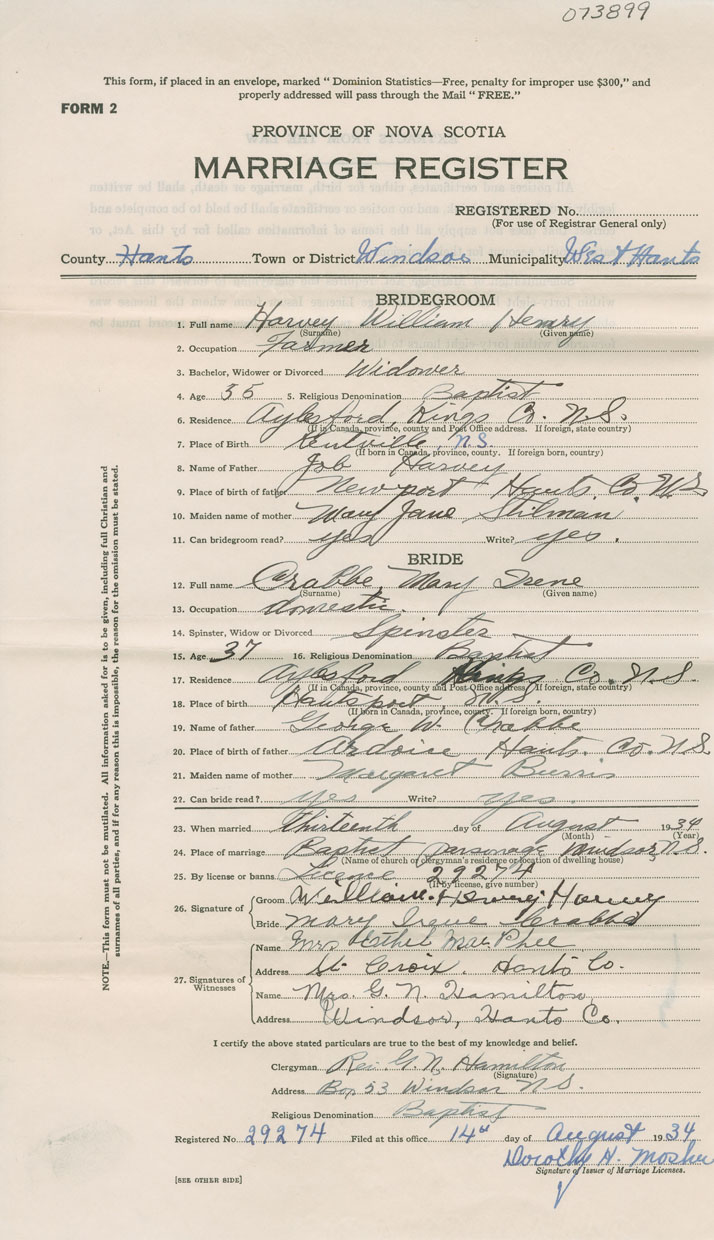 073899
This form, if placed in an envelope, marked "Dominion Statistics—Free, penalty for improper use $300," and
properly addressed will pass through the Mail "FREE."
FORM 2
PROVINCE OF NOVA SCOTIA
MARRIAGE REGISTER
REGISTERED No.
(For use of Registrar General only)
County Hants Town or District Windsor Municipality West Hants
BRIDEGROOM
1. Full name Harvey William Henry
(Surname) (Given name)
2. Occupation Farmer
3. Bachelor, Widower or Divorced Widower
4. Age 55 5. Religious Denomination Baptist
6. Residence Aylesford, Kings Co. N.S.
(If in Canada, province, county and Post Office address. If foreign, state country)
7. Place of Birth Kentville, N.S.
(If born in Canada, province, county. If foreign born, country)
8. Name of Father Job Harvey
9. Place of birth of father Newport Hants. Co. N.S
10. Maiden name of mother Mary Jane Stilman
11. Can bridegroom read? yes Write? yes.
BRIDE
12. Full name Crabbe, Mary Irene
(Surname) (Given name)
13. Occupation domestic.
14. Spinster, Widow or Divorced Spinster
15. Age 37 16. Religious Denomination Baptist
17. Residence Aylesford Kings Co. N.S.
(If in Canada, province, county and Post Office address. If foreign, state country)
18. Place of birth Hantsport, N.S.
(If born in Canada, province, county. If foreign born, country)
19. Name of father George W. Crabbe
20. Place of birth of father Ardoise Hants. Co. N.S.
21. Maiden name of mother Margaret Burris
22. Can bride read? yes Write? yes.
23. When married Thirteenth day of August 1934
(Month) (Year)
24. Place of marriage Baptist parsonage Windsor, N.S.
(Name of church or clergyman's residence or location of dwelling house)
25. By license or banns License 29274
(If by license, give number)
26. Signature of Groom William Henry Harvey
Bride Mary Irene Crabbe
27. Signatures of Witnesses Name Mrs Ethel MacPhee
Address St. Croix. Hants Co.
Name Mrs. G. N. Hamilton,
Address Windsor, Hants Co.
I certify the above stated particulars are true to the best of my knowledge and belief.
Clergyman Rev. G. N. Hamilton
(Signature)
Address Box 53 Windsor N.S.
Religious Denomination Baptist
Registered No. 29274 Filed at this office 14th day of August 1934
Dorothy H. Mosher
Signature of Issuer of Marriage Licenses.
[SEE OTHER SIDE]
NOTE.—This form must not be mutilated. All information asked for is to be given, including full Christian and
surnames of all parties, and if for any reason this is impossible, the reason for the omission must be stated.